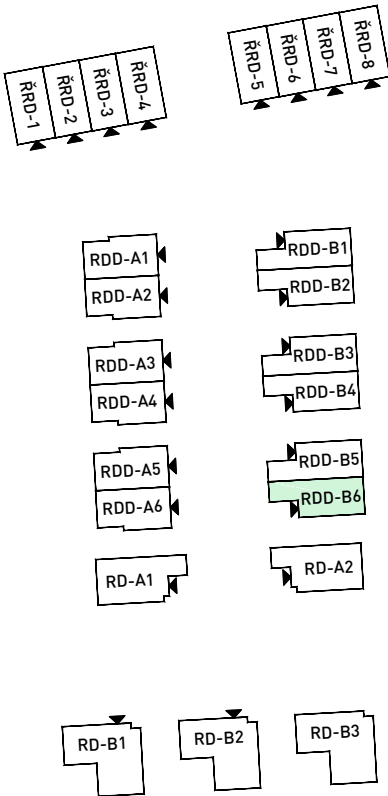 ŘRD-1
ŘRD-2
ŘRD-3
ŘRD-4
ŘRD-5
ŘRD-6
ŘRD-7
ŘRD-8
RDD-A1
RDD-A2
RDD-B1
RDD-B2
RDD-A3
RDD-A4
RDD-B3
RDD-B4
RDD-A5
RDD-A6
RDD-B5
RDD-B6
RD-A1
RD-A2
RD-B1
RD-B2
RD-B3